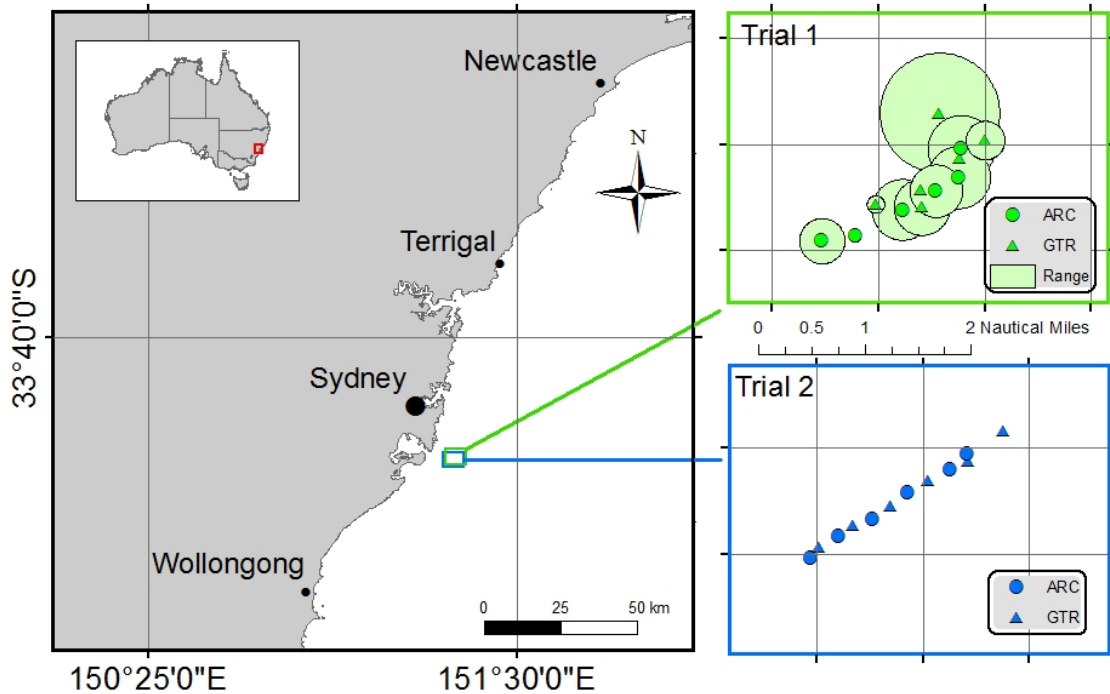 Newcastle
N
Terrigal
33°40'0"S
Sydney
Wollongong
0 25 50 km
150°25'0"E 151°30'0"E
Trial 1
ARC
GTR
Range
0 0.5 1 2 Nautical Miles
Trial 2
ARC
GTR